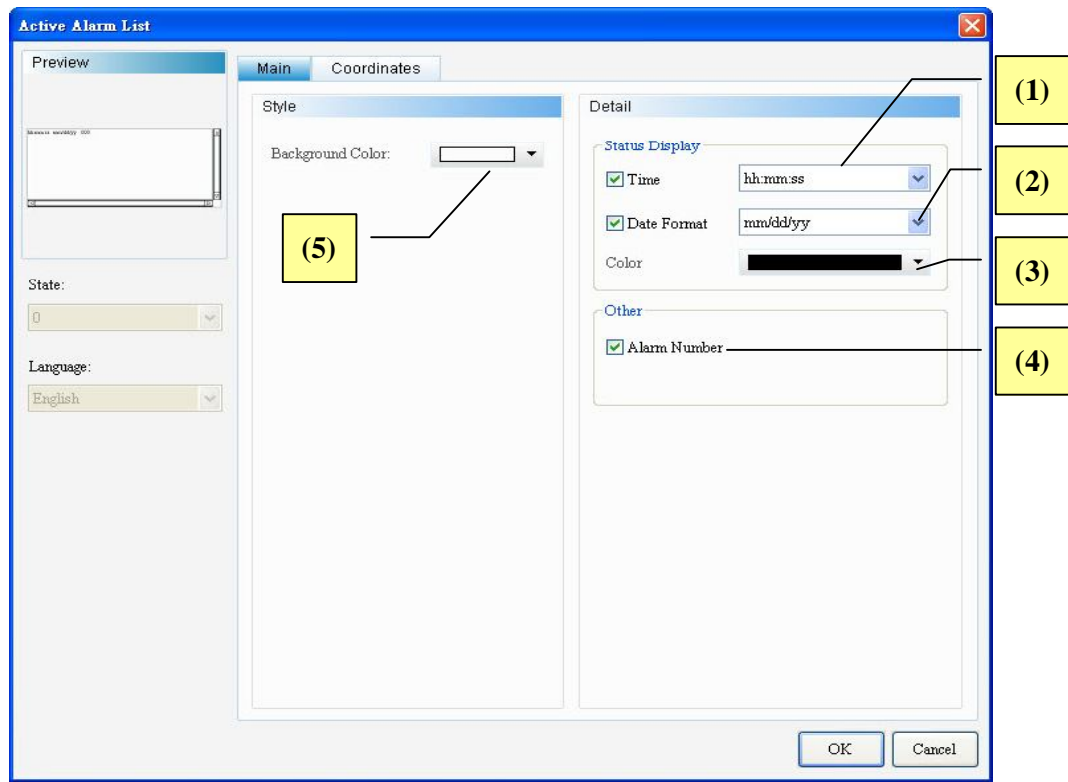 Active Alarm List
Preview
State:
0
Language:
English
Main Coordinates
Style
Background Color:
(5)
Detail
Status Display
Time hh:mm:ss
Date Format mm/dd/yy
Color
Other
Alarm Number
(1)
(2)
(3)
(4)
OK Cancel